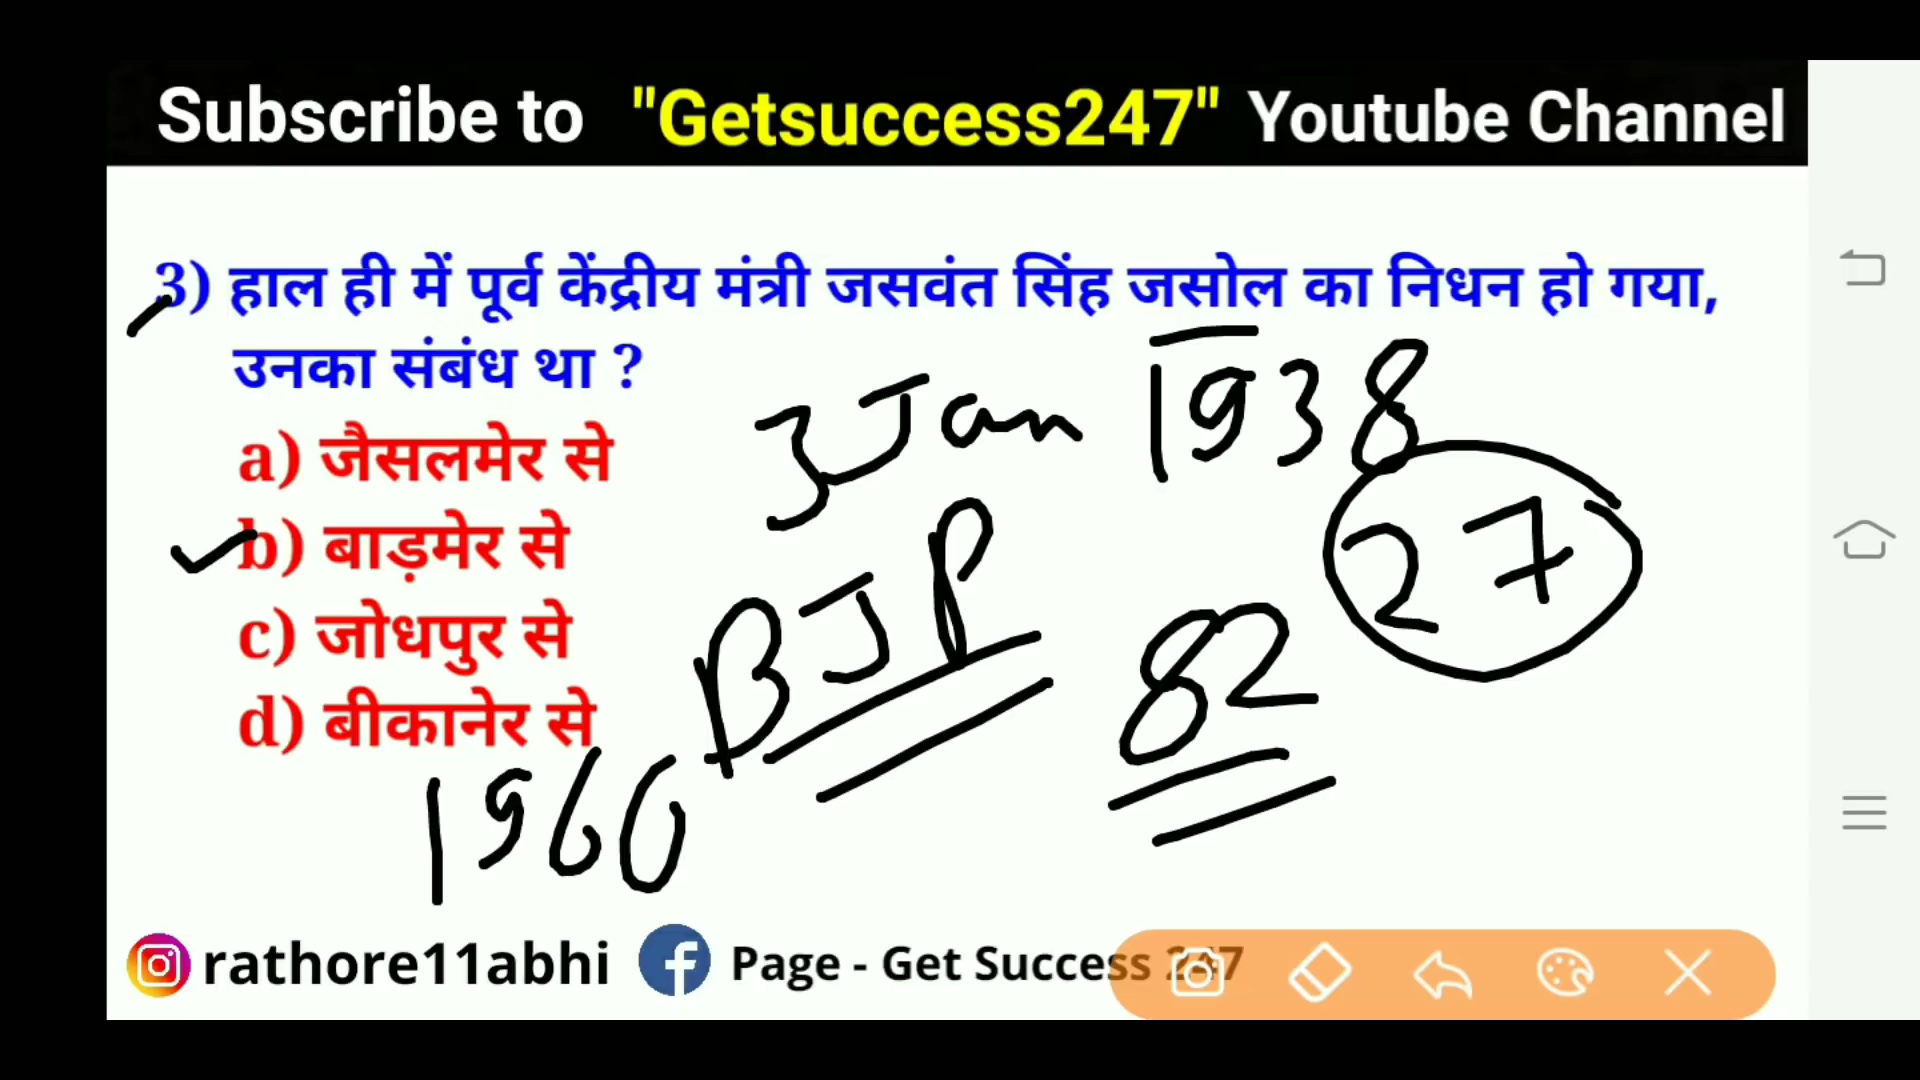 Subscribe to "Getsuccess247" Youtube Channel
3) हाल ही में पूर्व केंद्रीय मंत्री जसवंत सिंह जसोल का निधन हो गया,
उनका संबंध था ?
3 Jan 1938
a) जैसलमेर से
27
b) बाड़मेर से
BJP
82
c) जोधपुर से
d) बीकानेर से
1960
rathore11abhi Page - Get Success 247